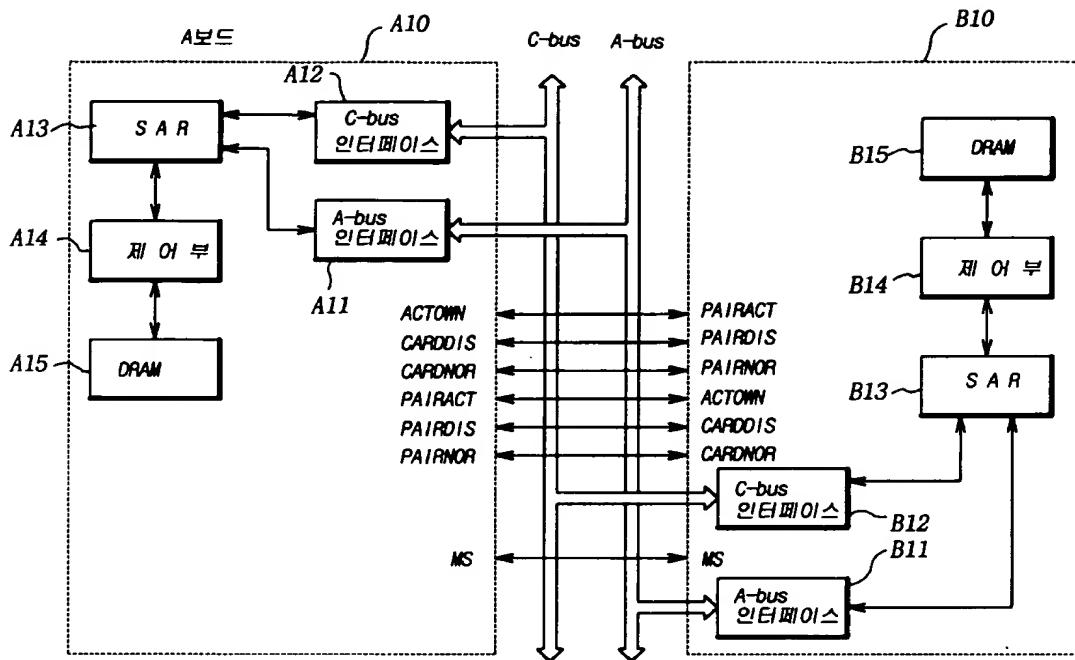 A보드
A10
C-bus
A-bus
B10
A12
A13
S A R
C-bus
인터페이스
A-bus
인터페이스
A11
A14
제 어 부
A15
DRAM
B15
DRAM
B14
제 어 부
B13
S A R
ACTOWN
PAIRACT
CARDDIS
PAIRDIS
CARDNOR
PAIRNOR
PAIRACT
ACTOWN
PAIRDIS
CARDDIS
PAIRNOR
CARDNOR
C-bus
인터페이스
B12
MS
MS
B11
A-bus
인터페이스